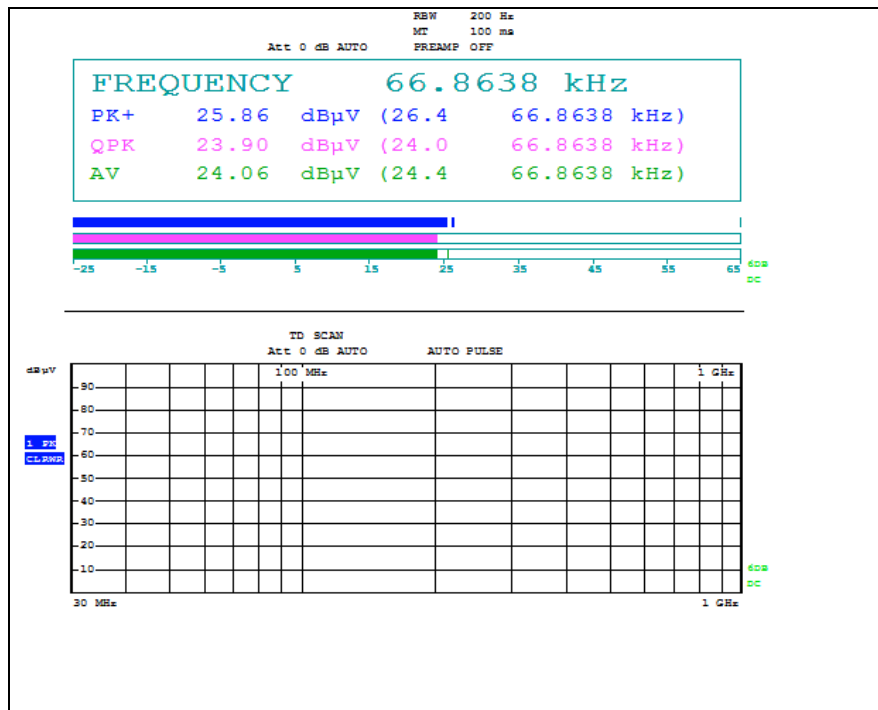 RBW 200 Hz
MT 100 ms
Att 0 dB AUTO PREAMP OFF
FREQUENCY 66.8638 kHz
PK+ 25.86 dBµV (26.4 66.8638 kHz)
QPK 23.90 dBµV (24.0 66.8638 kHz)
AV 24.06 dBµV (24.4 66.8638 kHz)
-25 -15 -5 5 15 25 35 45 55 65
6DB
DC
TD SCAN
Att 0 dB AUTO AUTO PULSE
dBµV
100 MHz 1 GHz
90
80
70
1 PK
CLRWR
60
50
40
30
20
10
6DB
DC
30 MHz 1 GHz